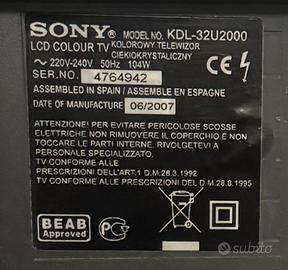 SONY
MODEL NO. KDL-32U2000
LCD COLOUR TV
KOLOROWY TELEWIZOR
CIEKŁOKRYSTALICZNY
~ 220V-240V 50Hz 104W
SER.NO. 4764942
ASSEMBLED IN SPAIN / ASSEMBLE EN ESPAGNE
DATE OF MANUFACTURE 06/2007
ATTENZIONE! PER EVITARE PERICOLOSE SCOSSE
ELETTRICHE NON RIMUOVERE IL COPERCHIO E NON
TOCCARE LE PARTI INTERNE. RIVOLGETEVI A
PERSONALE SPECIALIZZATO.
TV CONFORME ALLE PRESCRIZIONI
DELL'ART.1 D.M.28.3.1992
TV CONFORME ALLE PRESCRIZIONI DEL D.M 26.8.1995
BEAB
Approved
subito